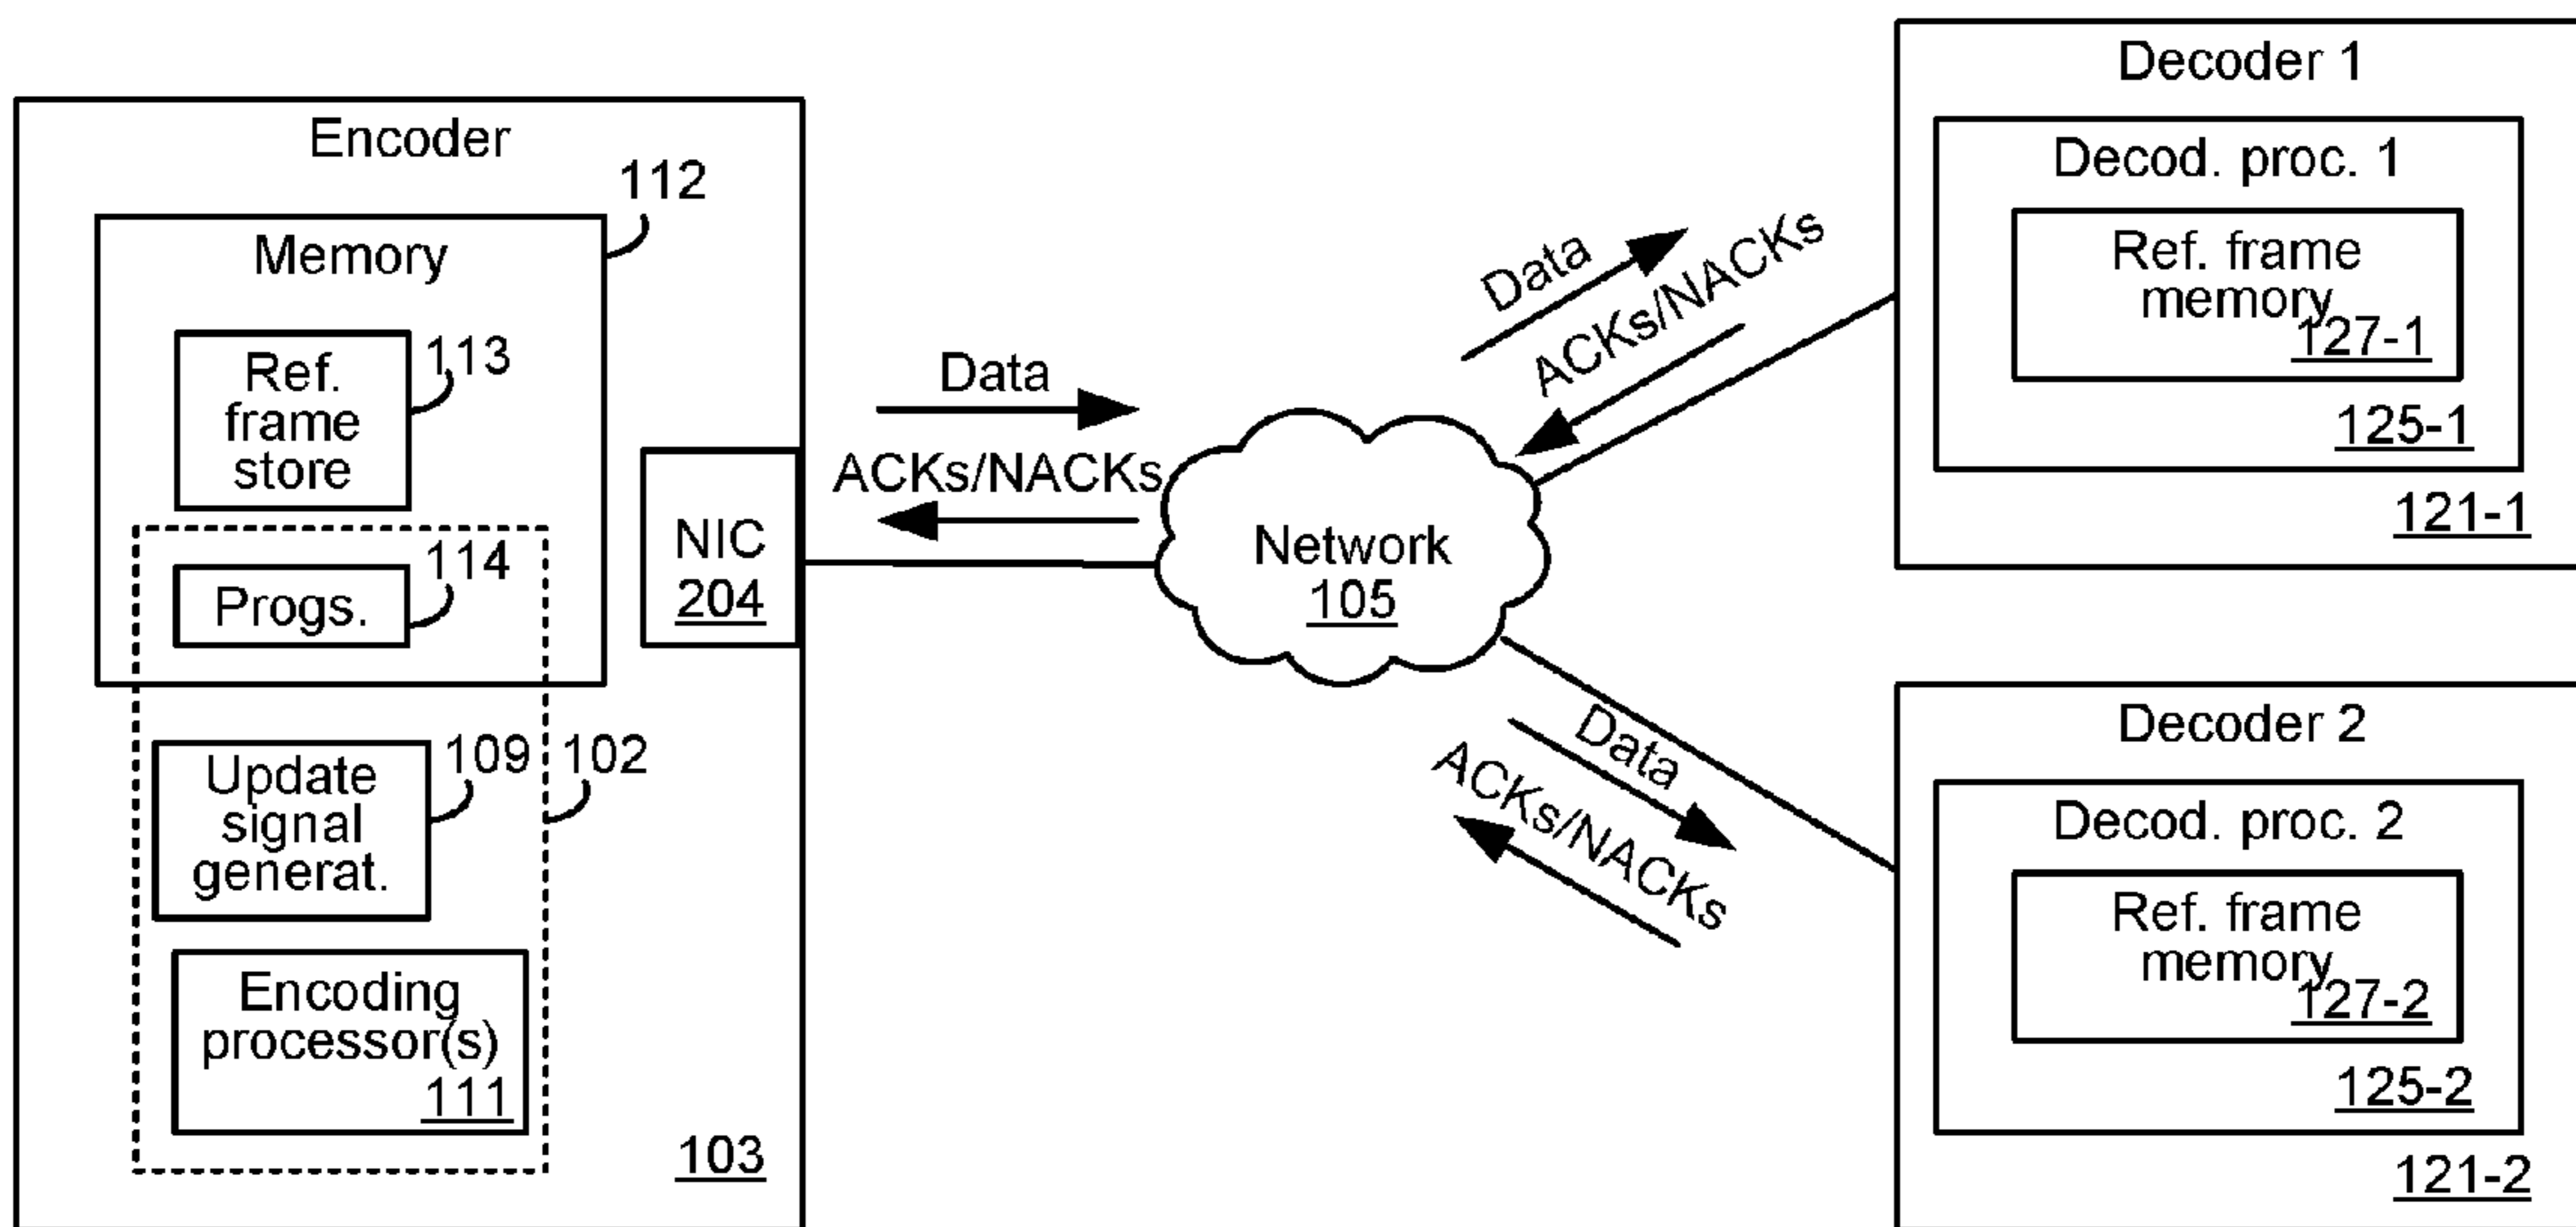 Encoder
112
Memory
113
Ref.
frame
store
114
Progs.
109
102
Update
signal
generat.
Encoding
processor(s)
111
103
NIC
204
Data
ACKs/NACKs
Network
105
Data
ACKs/NACKs
Data
ACKs/NACKs
Decoder 1
Decod. proc. 1
Ref. frame
memory
127-1
125-1
121-1
Decoder 2
Decod. proc. 2
Ref. frame
memory
127-2
125-2
121-2